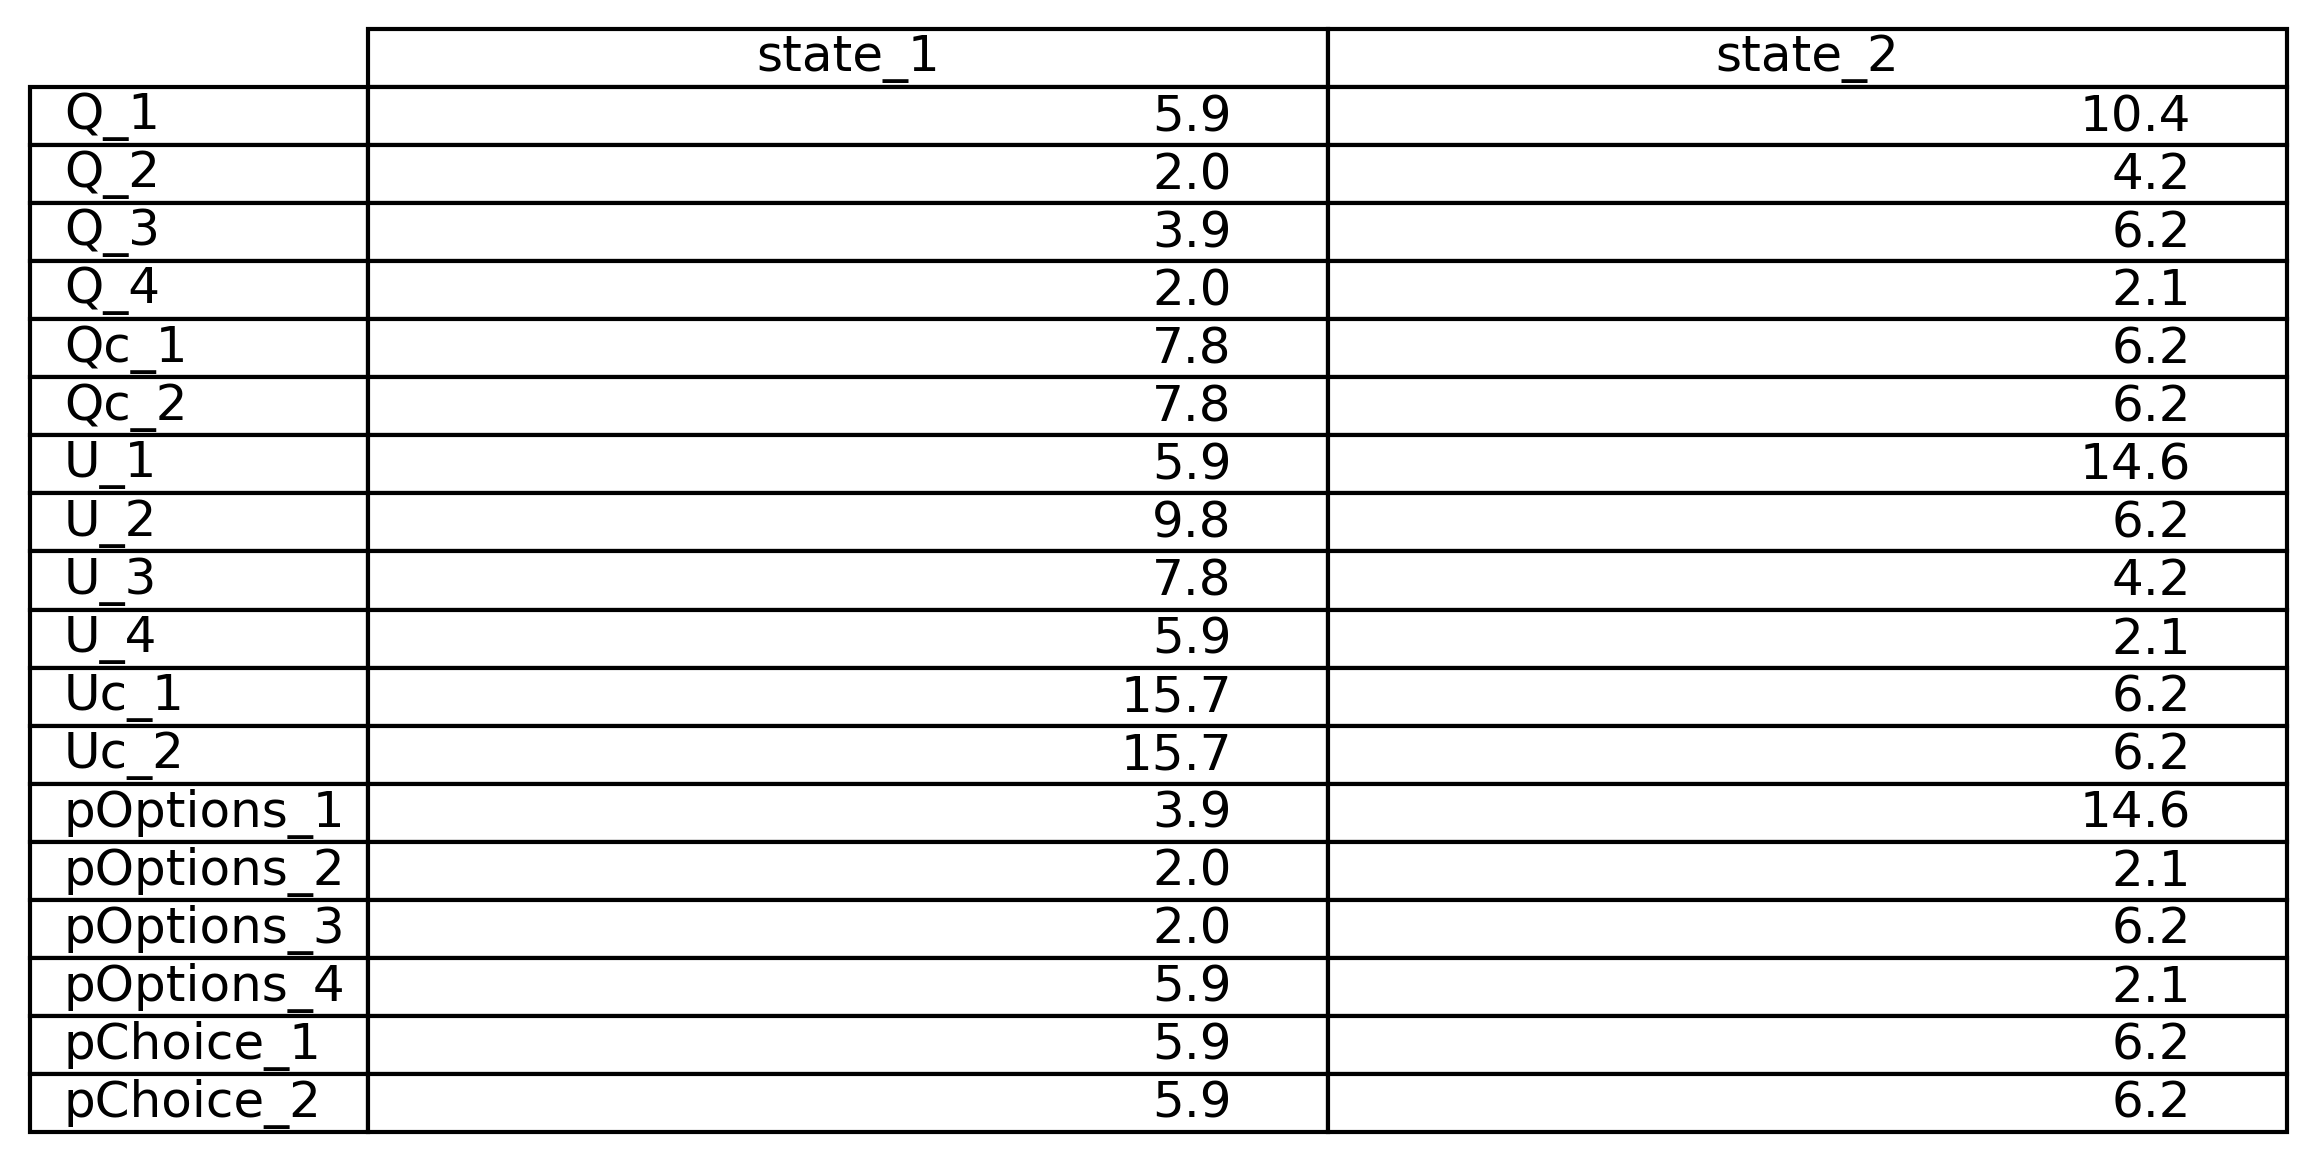 state_1 state_2
Q_1 5.9 10.4
Q_2 2.0 4.2
Q_3 3.9 6.2
Q_4 2.0 2.1
Qc_1 7.8 6.2
Qc_2 7.8 6.2
U_1 5.9 14.6
U_2 9.8 6.2
U_3 7.8 4.2
U_4 5.9 2.1
Uc_1 15.7 6.2
Uc_2 15.7 6.2
pOptions_1 3.9 14.6
pOptions_2 2.0 2.1
pOptions_3 2.0 6.2
pOptions_4 5.9 2.1
pChoice_1 5.9 6.2
pChoice_2 5.9 6.2